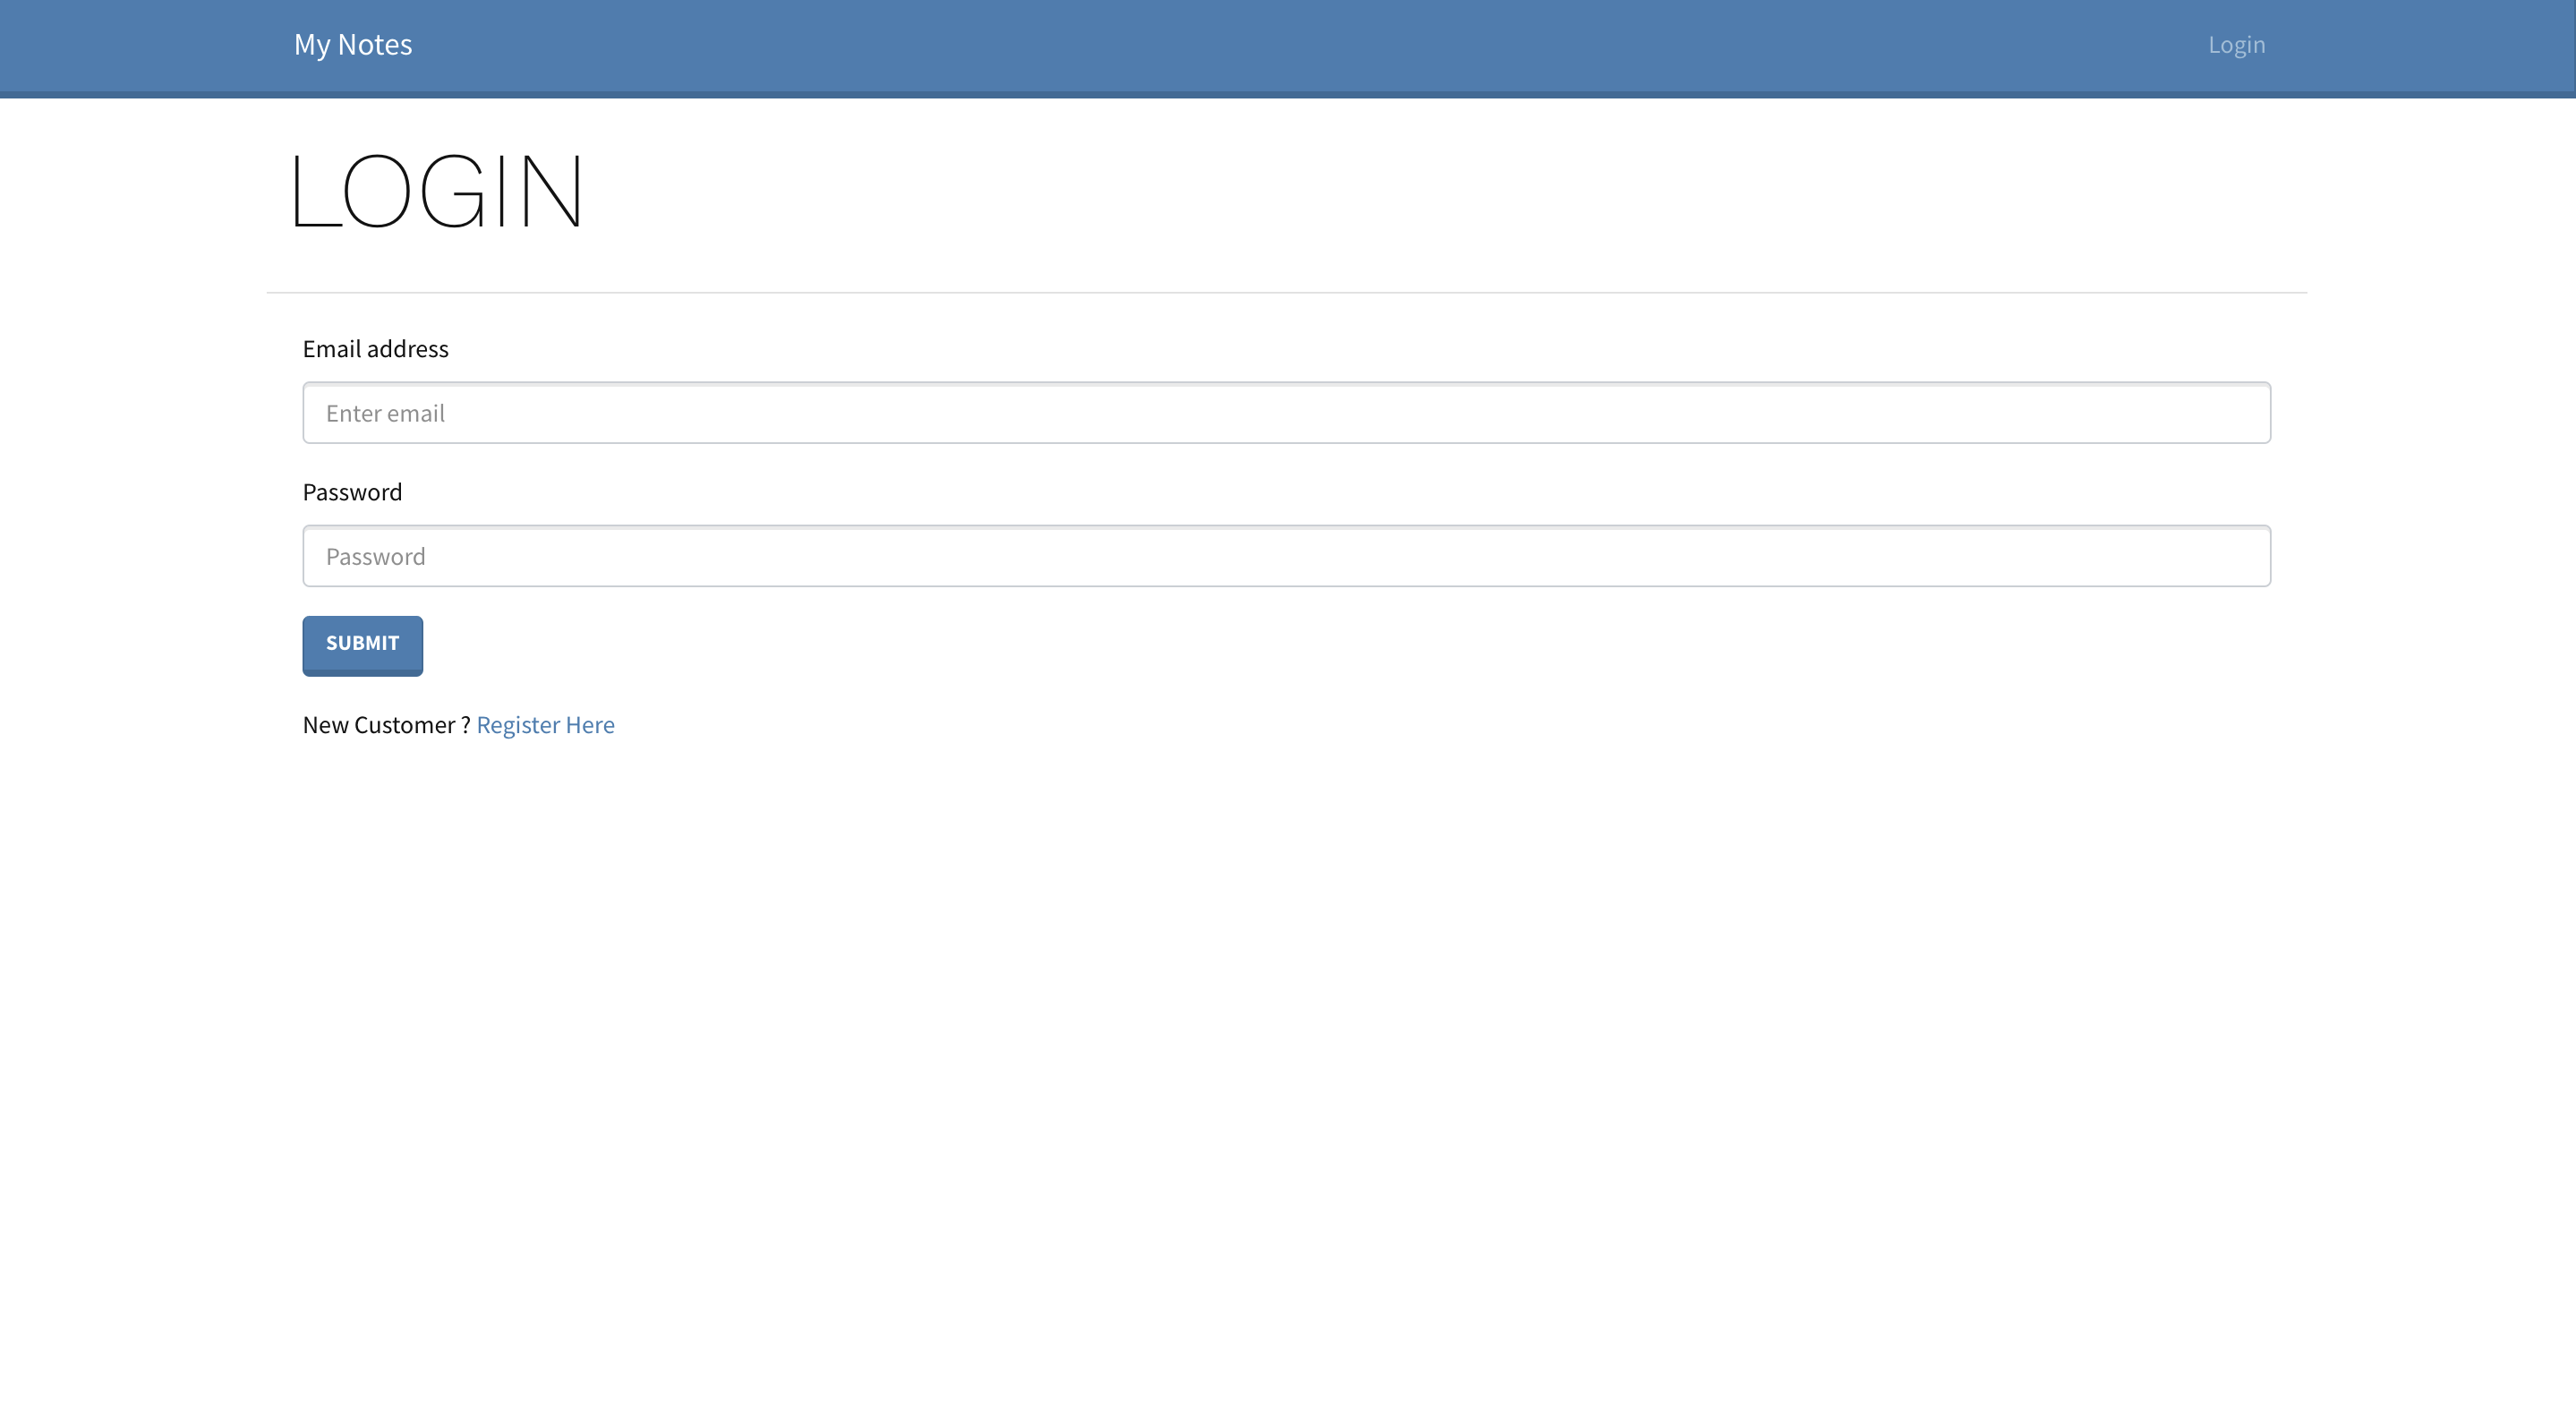 My Notes
Login
LOGIN
Email address
Enter email
Password
Password
SUBMIT
New Customer ? Register Here